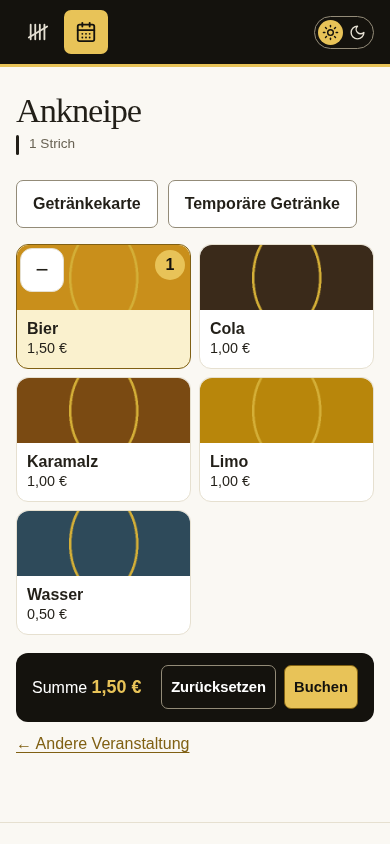 Ankneipe
1 Strich
Getränkekarte Temporäre Getränke
− 1
Bier Cola
1,50 € 1,00 €
Karamalz Limo
1,00 € 1,00 €
Wasser
0,50 €
Summe 1,50 € Zurücksetzen Buchen
← Andere Veranstaltung